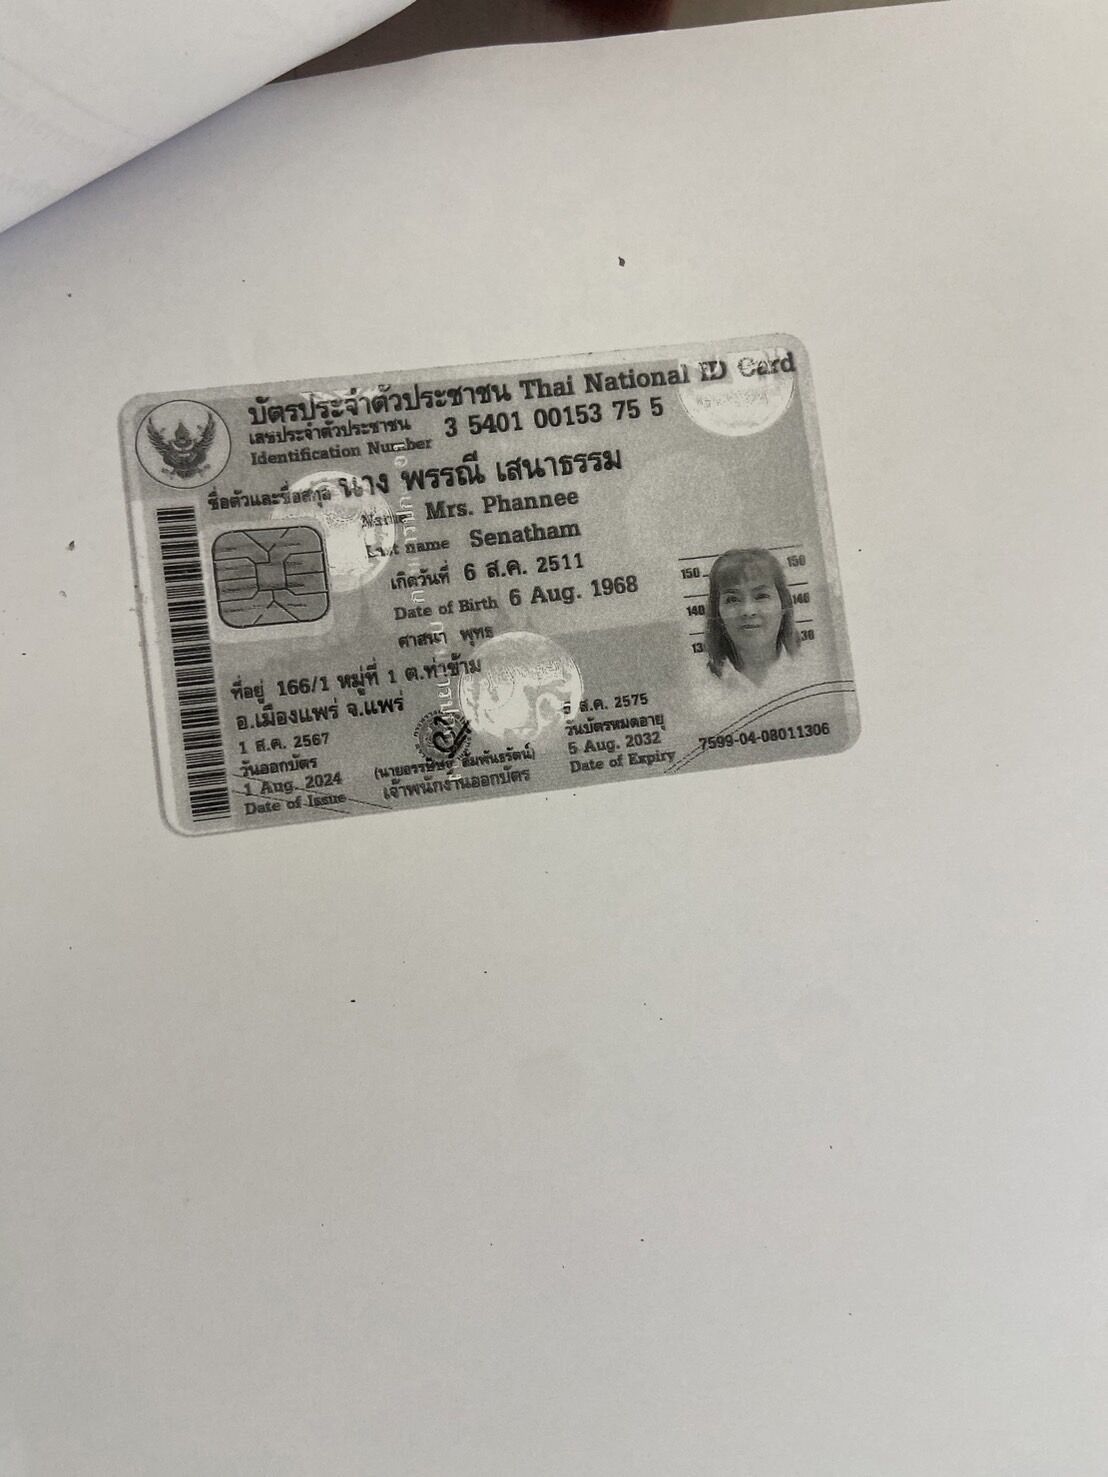 บัตรประจำตัวประชาชน Thai National ID Card
เลขประจำตัวประชาชน 3 5401 00153 75 5
Identification Number
ชื่อตัวและชื่อสกุล นาง พรรณี เสนาธรรม
Name Mrs. Phannee
Last name Senatham
เกิดวันที่ 6 ส.ค. 2511
Date of Birth 6 Aug. 1968
ศาสนา พุทธ
ที่อยู่ 166/1 หมู่ที่ 1 ต.ท่าข้าม
อ.เมืองแพร่ จ.แพร่
1 ส.ค. 2567
วันออกบัตร
1 Aug. 2024
Date of Issue
เจ้าพนักงานออกบัตร
5 ส.ค. 2575
วันบัตรหมดอายุ
5 Aug. 2032
Date of Expiry
150 150
140 140
7599-04-08011306